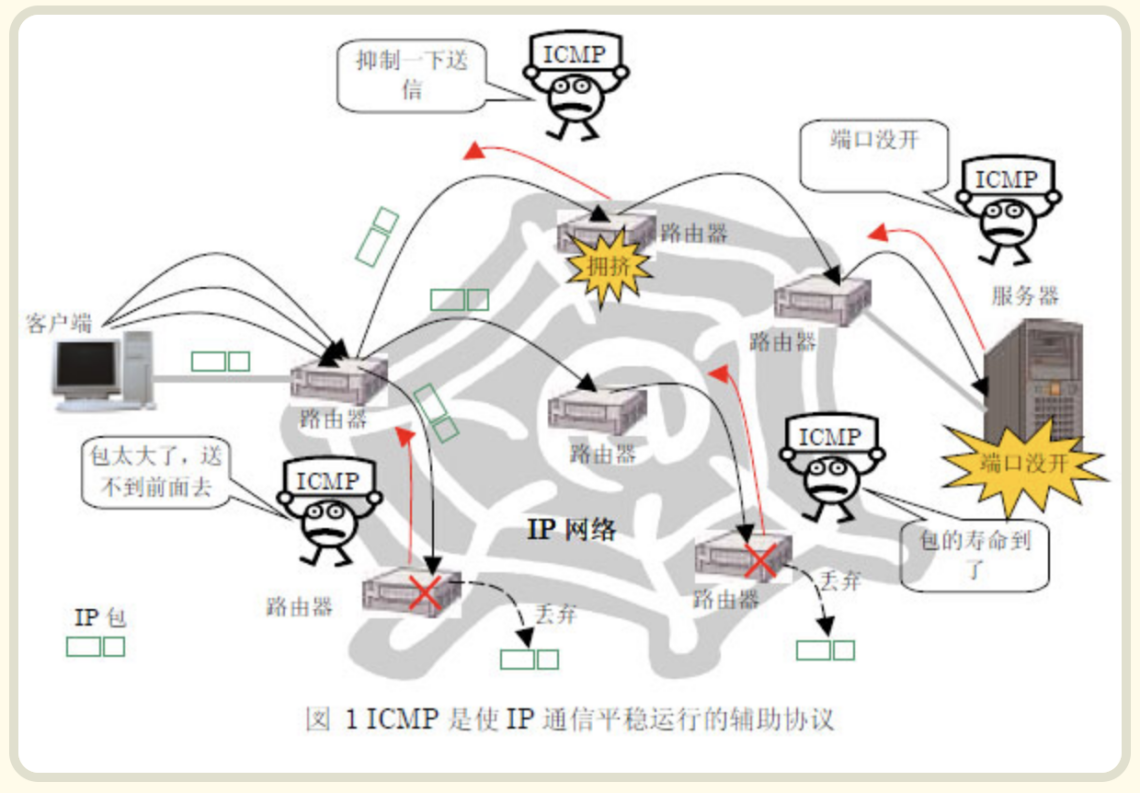 ICMP
抑制一下送
信
端口没开
ICMP
路由器
拥挤
服务器
客户端
路由器
路由器
路由器
ICMP
端口没开
包太大了，送
不到前面去
ICMP
IP 网络
包的寿命到
了
路由器
丢弃
路由器
丢弃
IP 包
图 1 ICMP 是使 IP 通信平稳运行的辅助协议